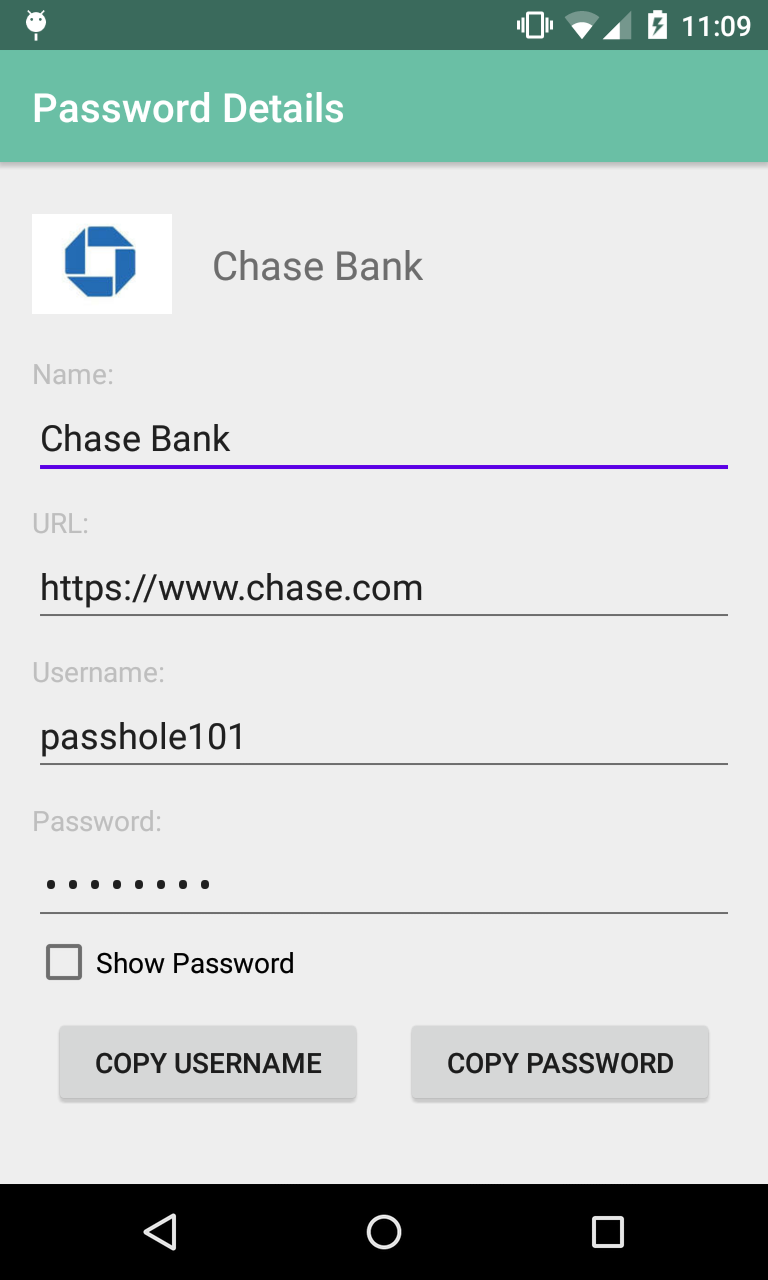 11:09
Password Details
Chase Bank
Name:
Chase Bank
URL:
https://www.chase.com
Username:
passhole101
Password:
••••••••
Show Password
COPY USERNAME COPY PASSWORD